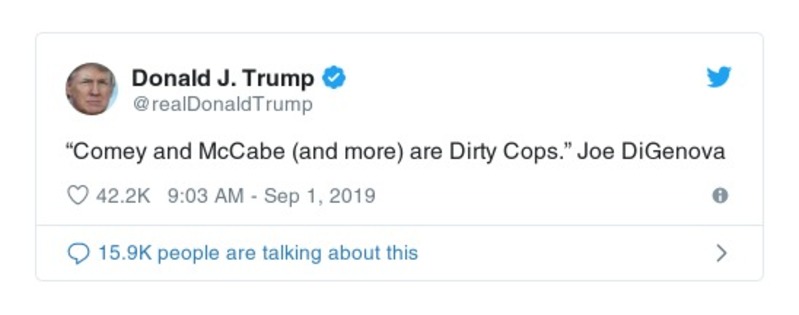 Donald J. Trump
@realDonaldTrump
“Comey and McCabe (and more) are Dirty Cops.” Joe DiGenova
42.2K 9:03 AM - Sep 1, 2019
15.9K people are talking about this